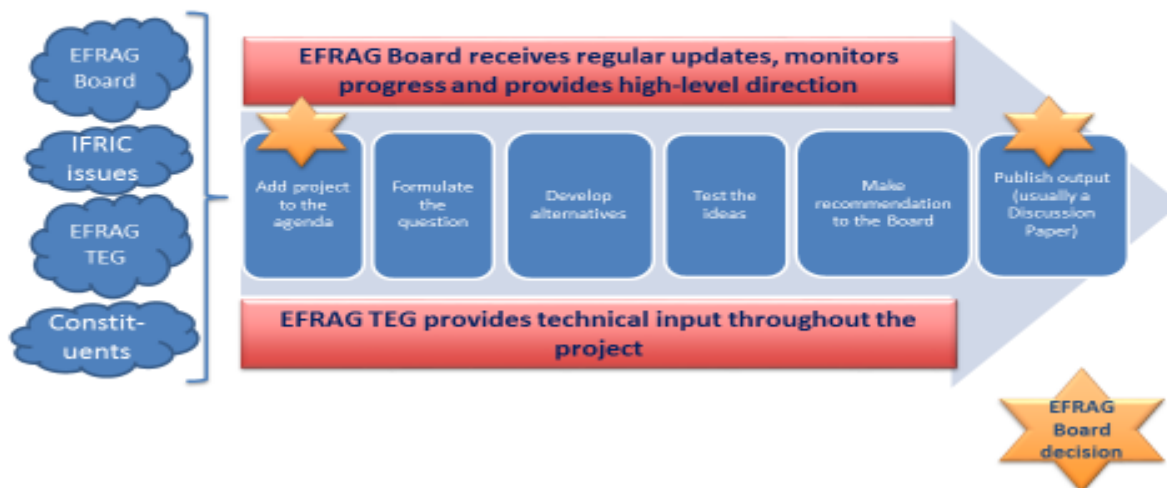 EFRAG
Board
IFRIC
issues
EFRAG
TEG
Constit-
uents
EFRAG Board receives regular updates, monitors
progress and provides high-level direction
Add project
to the
agenda
Formulate
the
question
Develop
alternatives
Test the
ideas
Make
recommendation
to the Board
Publish output
(usually a
Discussion
Paper)
EFRAG TEG provides technical input throughout the
project
EFRAG
Board
decision